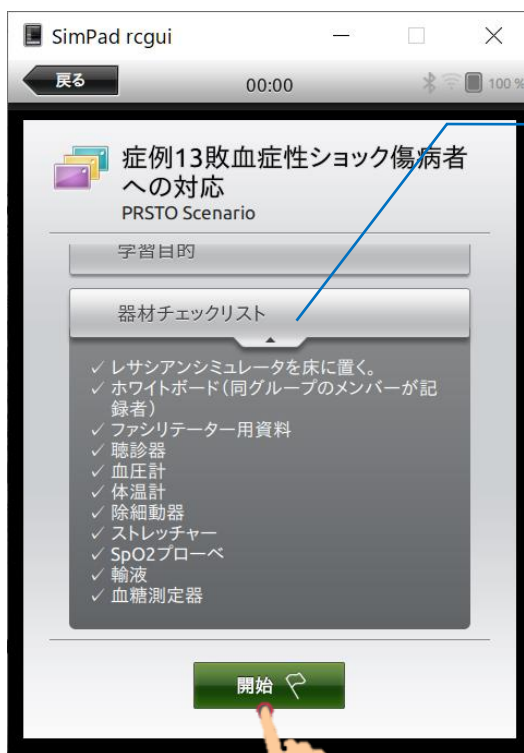 SimPad rcgui
戻る
00:00
100 %
症例13敗血症性ショック傷病者
への対応
PRSTO Scenario
学習目的
器材チェックリスト
✓ レサシアンシミュレータを床に置く。
✓ ホワイトボード（同グループのメンバーが記
録者）
✓ ファシリテーター用資料
✓ 聴診器
✓ 血圧計
✓ 体温計
✓ 除細動器
✓ ストレッチャー
✓ SpO2プローベ
✓ 輸液
✓ 血糖測定器
開始